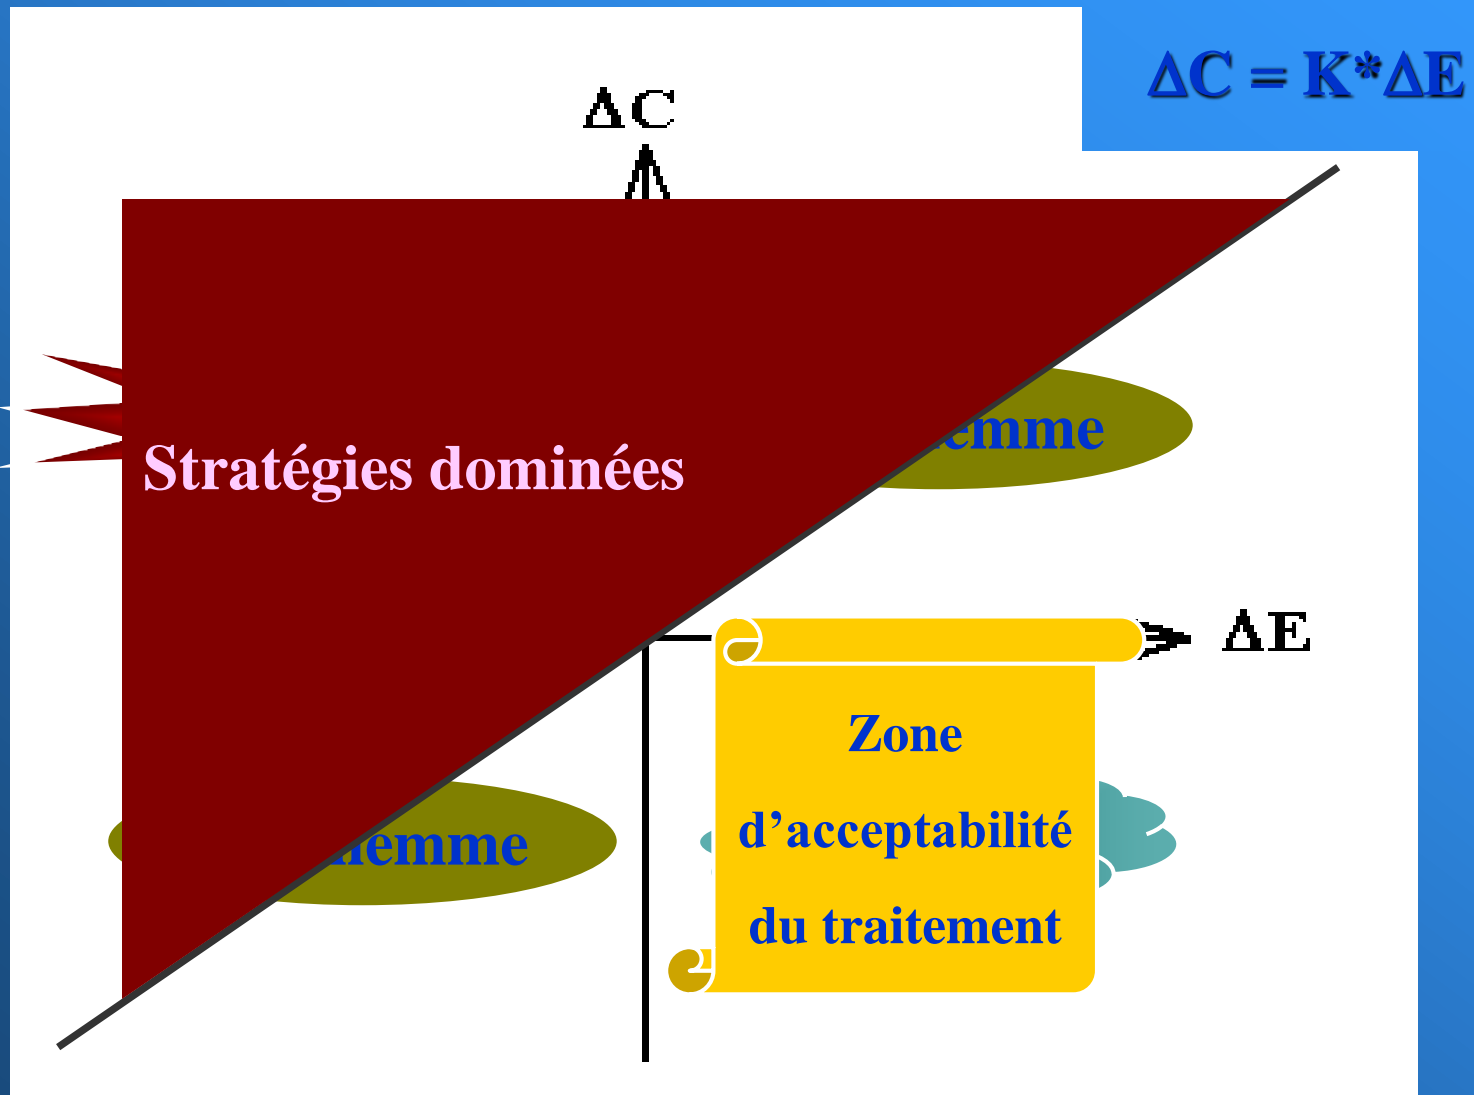 ΔC = K*ΔE
ΔC
Stratégies dominées
ΔE
Zone
d’acceptabilité
du traitement